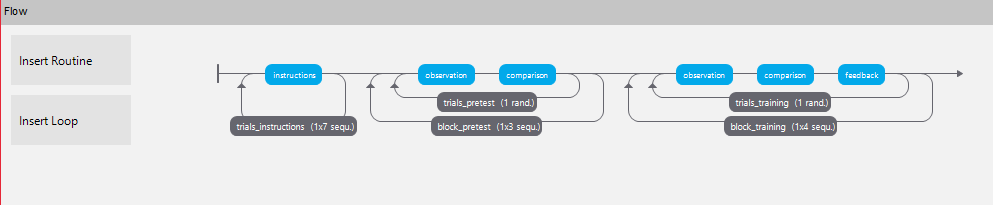 Flow
Insert Routine
Insert Loop
instructions
trials_instructions (1x7 sequ.)
observation
comparison
trials_pretest (1 rand.)
block_pretest (1x3 sequ.)
observation
comparison
feedback
trials_training (1 rand.)
block_training (1x4 sequ.)